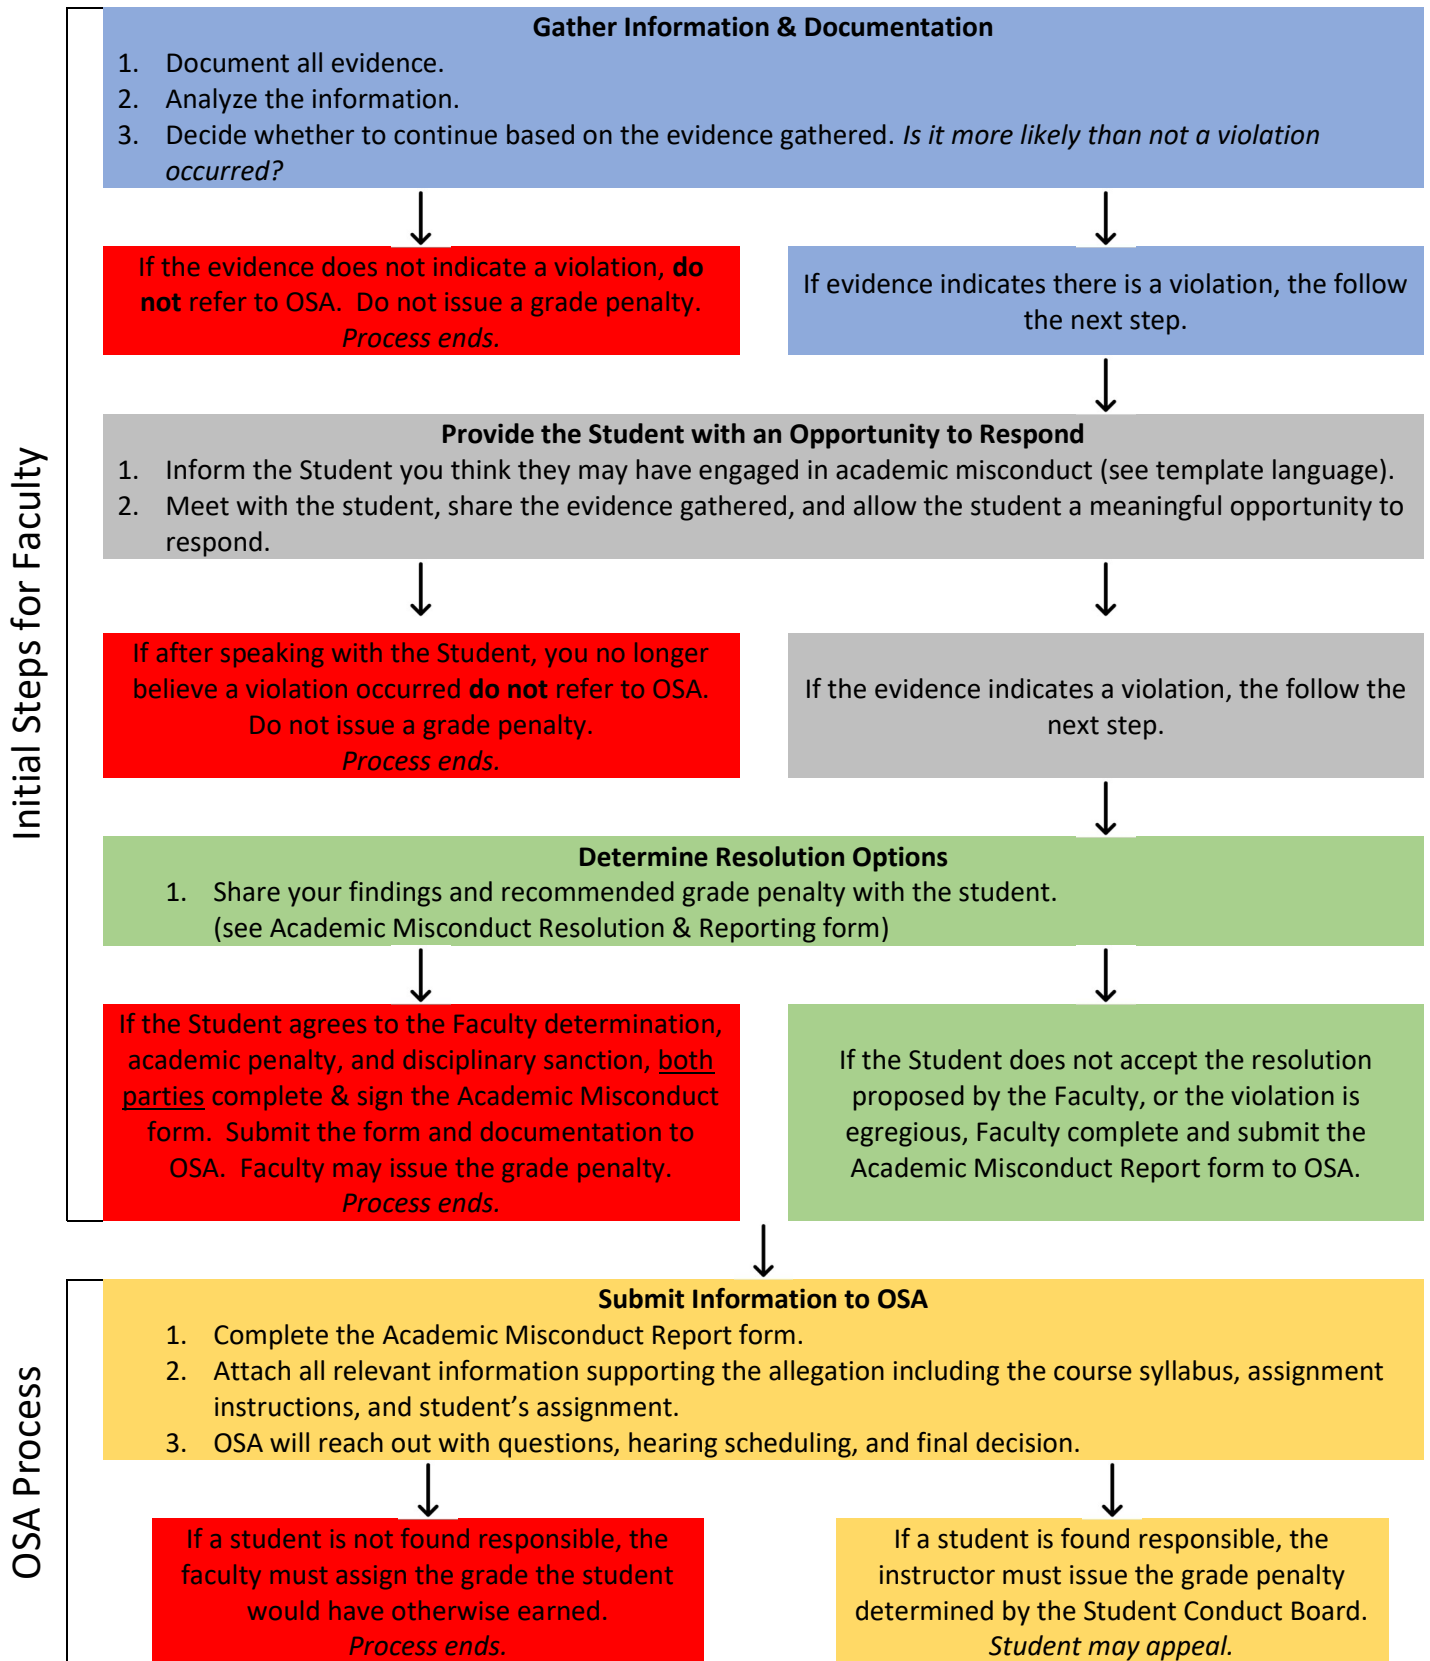 Initial Steps for Faculty
Gather Information & Documentation
1. Document all evidence.
2. Analyze the information.
3. Decide whether to continue based on the evidence gathered. Is it more likely than not a violation
occurred?
If the evidence does not indicate a violation, do
not refer to OSA. Do not issue a grade penalty.
Process ends.
If evidence indicates there is a violation, the follow
the next step.
Provide the Student with an Opportunity to Respond
1. Inform the Student you think they may have engaged in academic misconduct (see template language).
2. Meet with the student, share the evidence gathered, and allow the student a meaningful opportunity to
respond.
If after speaking with the Student, you no longer
believe a violation occurred do not refer to OSA.
Do not issue a grade penalty.
Process ends.
If the evidence indicates a violation, the follow the
next step.
Determine Resolution Options
1. Share your findings and recommended grade penalty with the student.
(see Academic Misconduct Resolution & Reporting form)
If the Student agrees to the Faculty determination,
academic penalty, and disciplinary sanction, both
parties complete & sign the Academic Misconduct
form. Submit the form and documentation to
OSA. Faculty may issue the grade penalty.
Process ends.
If the Student does not accept the resolution
proposed by the Faculty, or the violation is
egregious, Faculty complete and submit the
Academic Misconduct Report form to OSA.
OSA Process
Submit Information to OSA
1. Complete the Academic Misconduct Report form.
2. Attach all relevant information supporting the allegation including the course syllabus, assignment
instructions, and student’s assignment.
3. OSA will reach out with questions, hearing scheduling, and final decision.
If a student is not found responsible, the
faculty must assign the grade the student
would have otherwise earned.
Process ends.
If a student is found responsible, the
instructor must issue the grade penalty
determined by the Student Conduct Board.
Student may appeal.